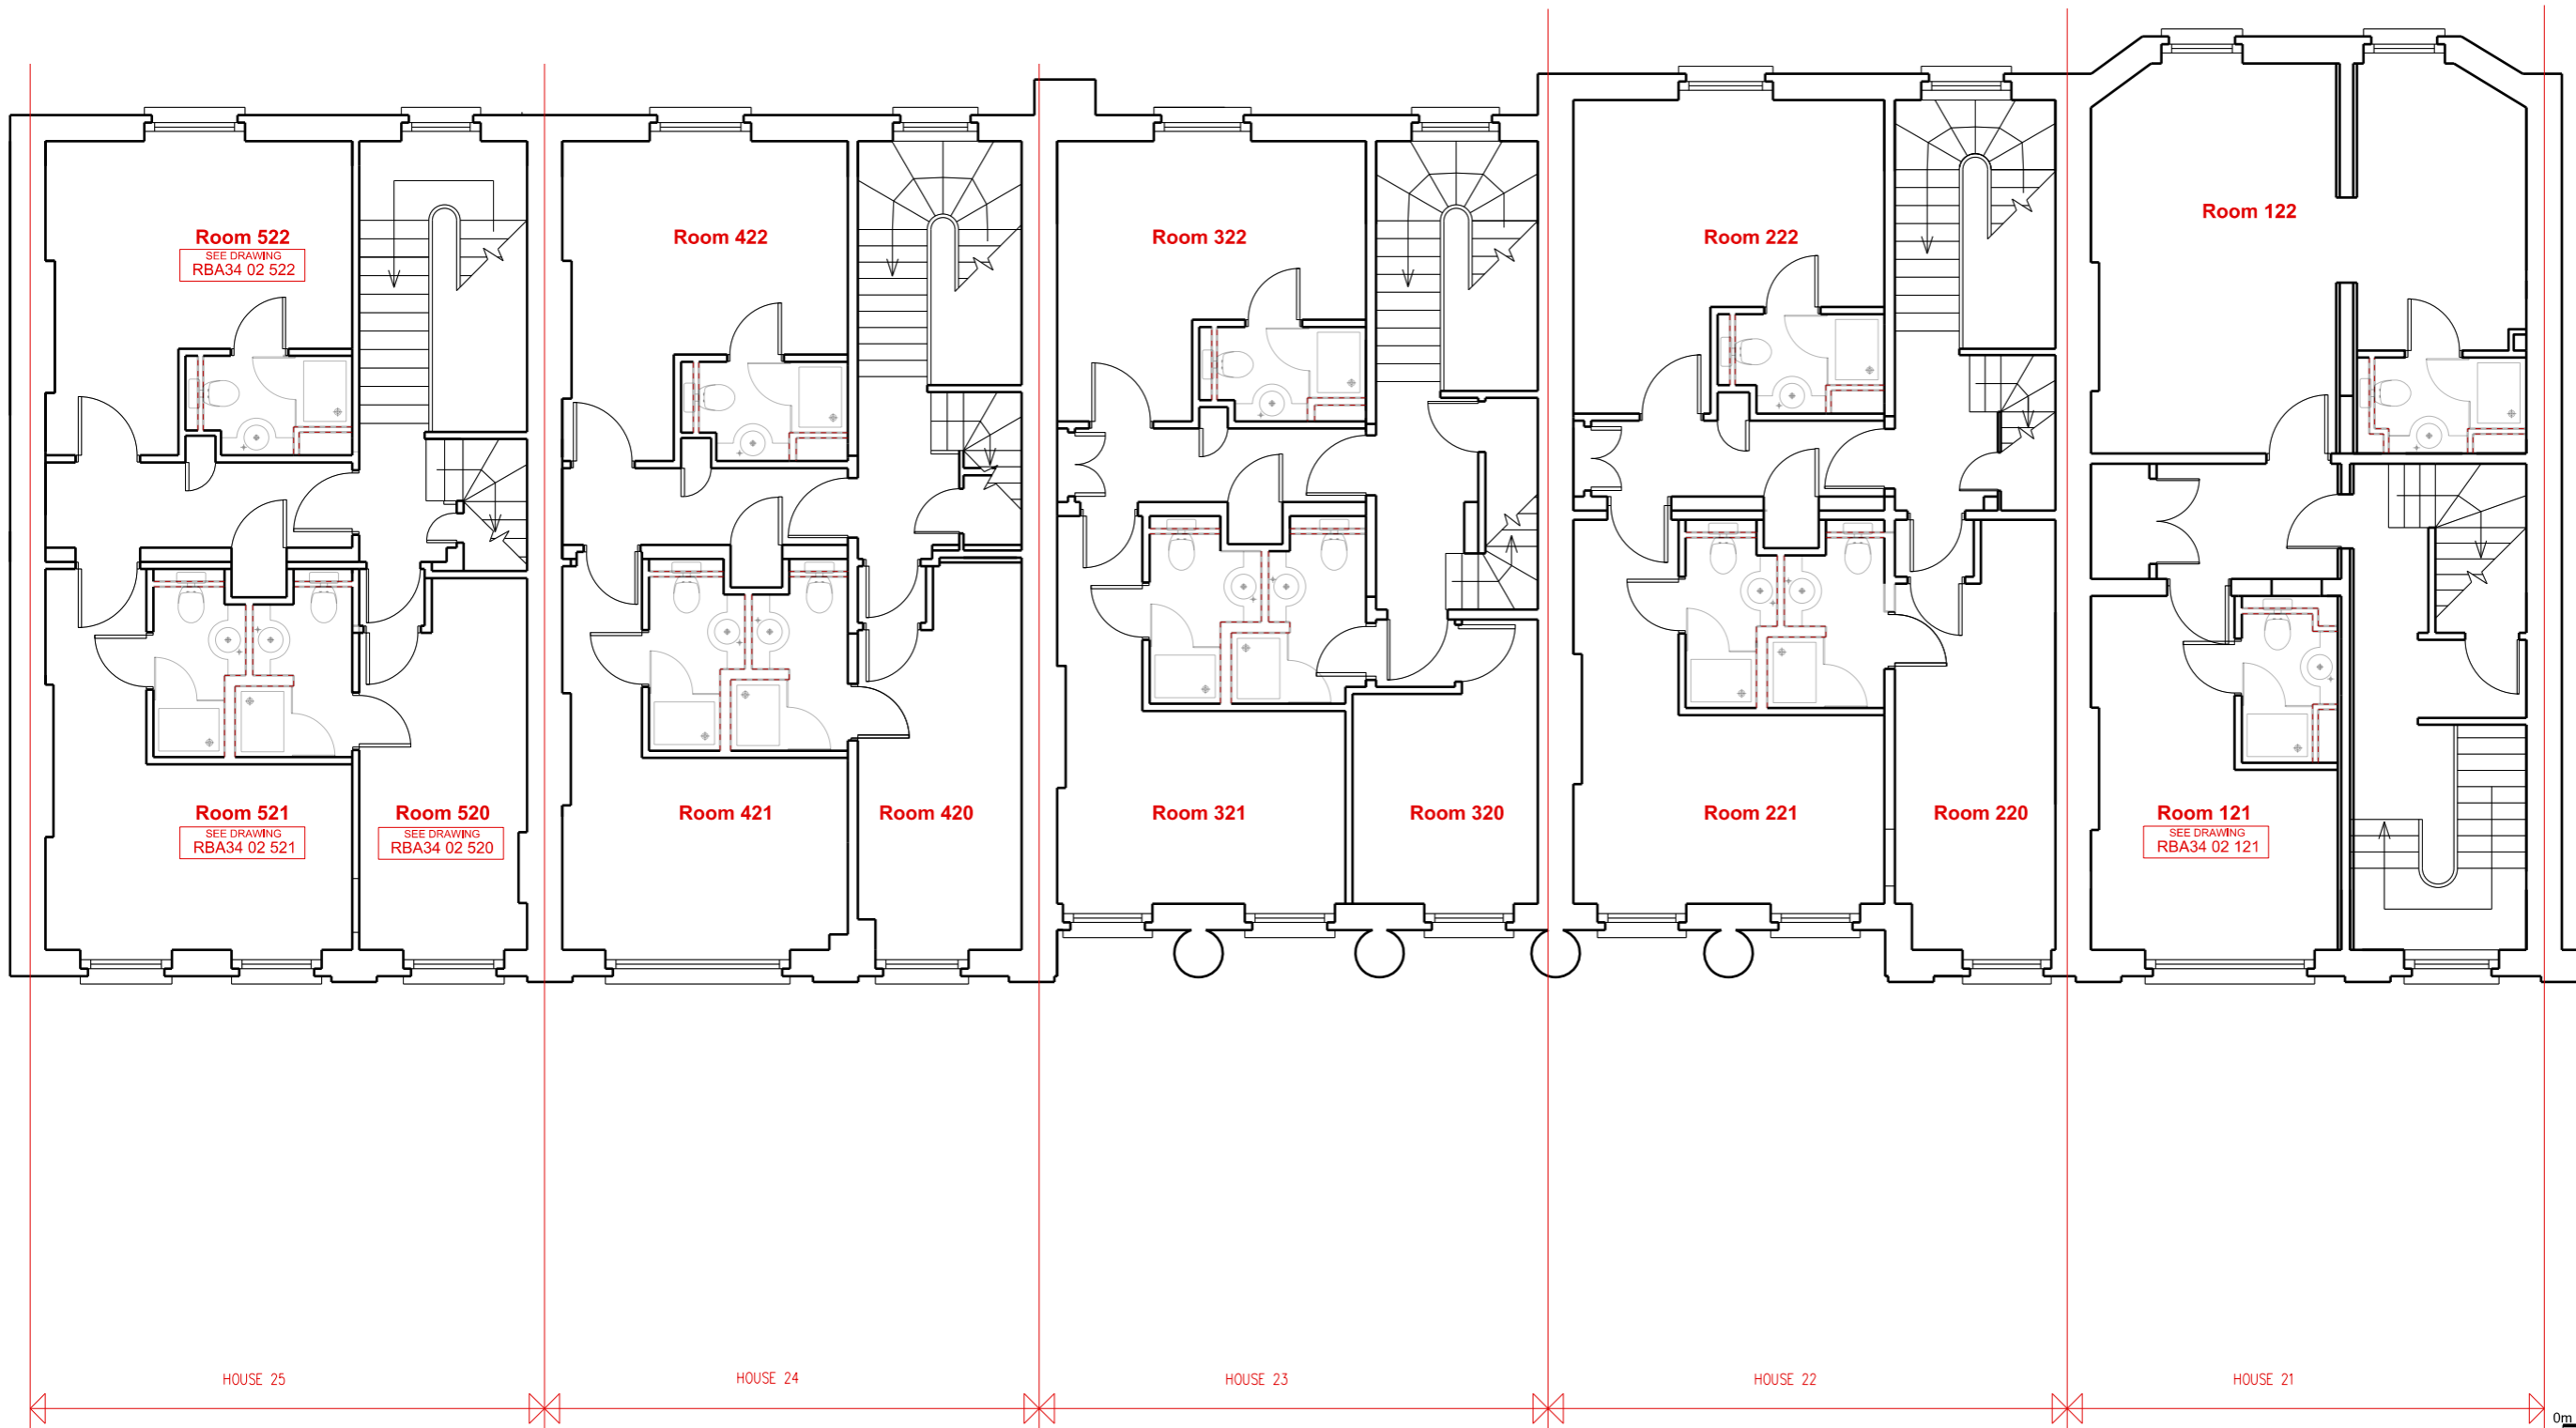 Room 522
SEE DRAWING
RBA34 02 522
Room 422
Room 322
Room 222
Room 122
Room 521
SEE DRAWING
RBA34 02 521
Room 520
SEE DRAWING
RBA34 02 520
Room 421
Room 420
Room 321
Room 320
Room 221
Room 220
Room 121
SEE DRAWING
RBA34 02 121
HOUSE 25
HOUSE 24
HOUSE 23
HOUSE 22
HOUSE 21
0m